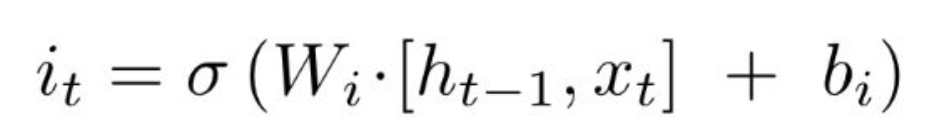 i_t = σ (W_i · [h_{t−1}, x_t] + b_i)